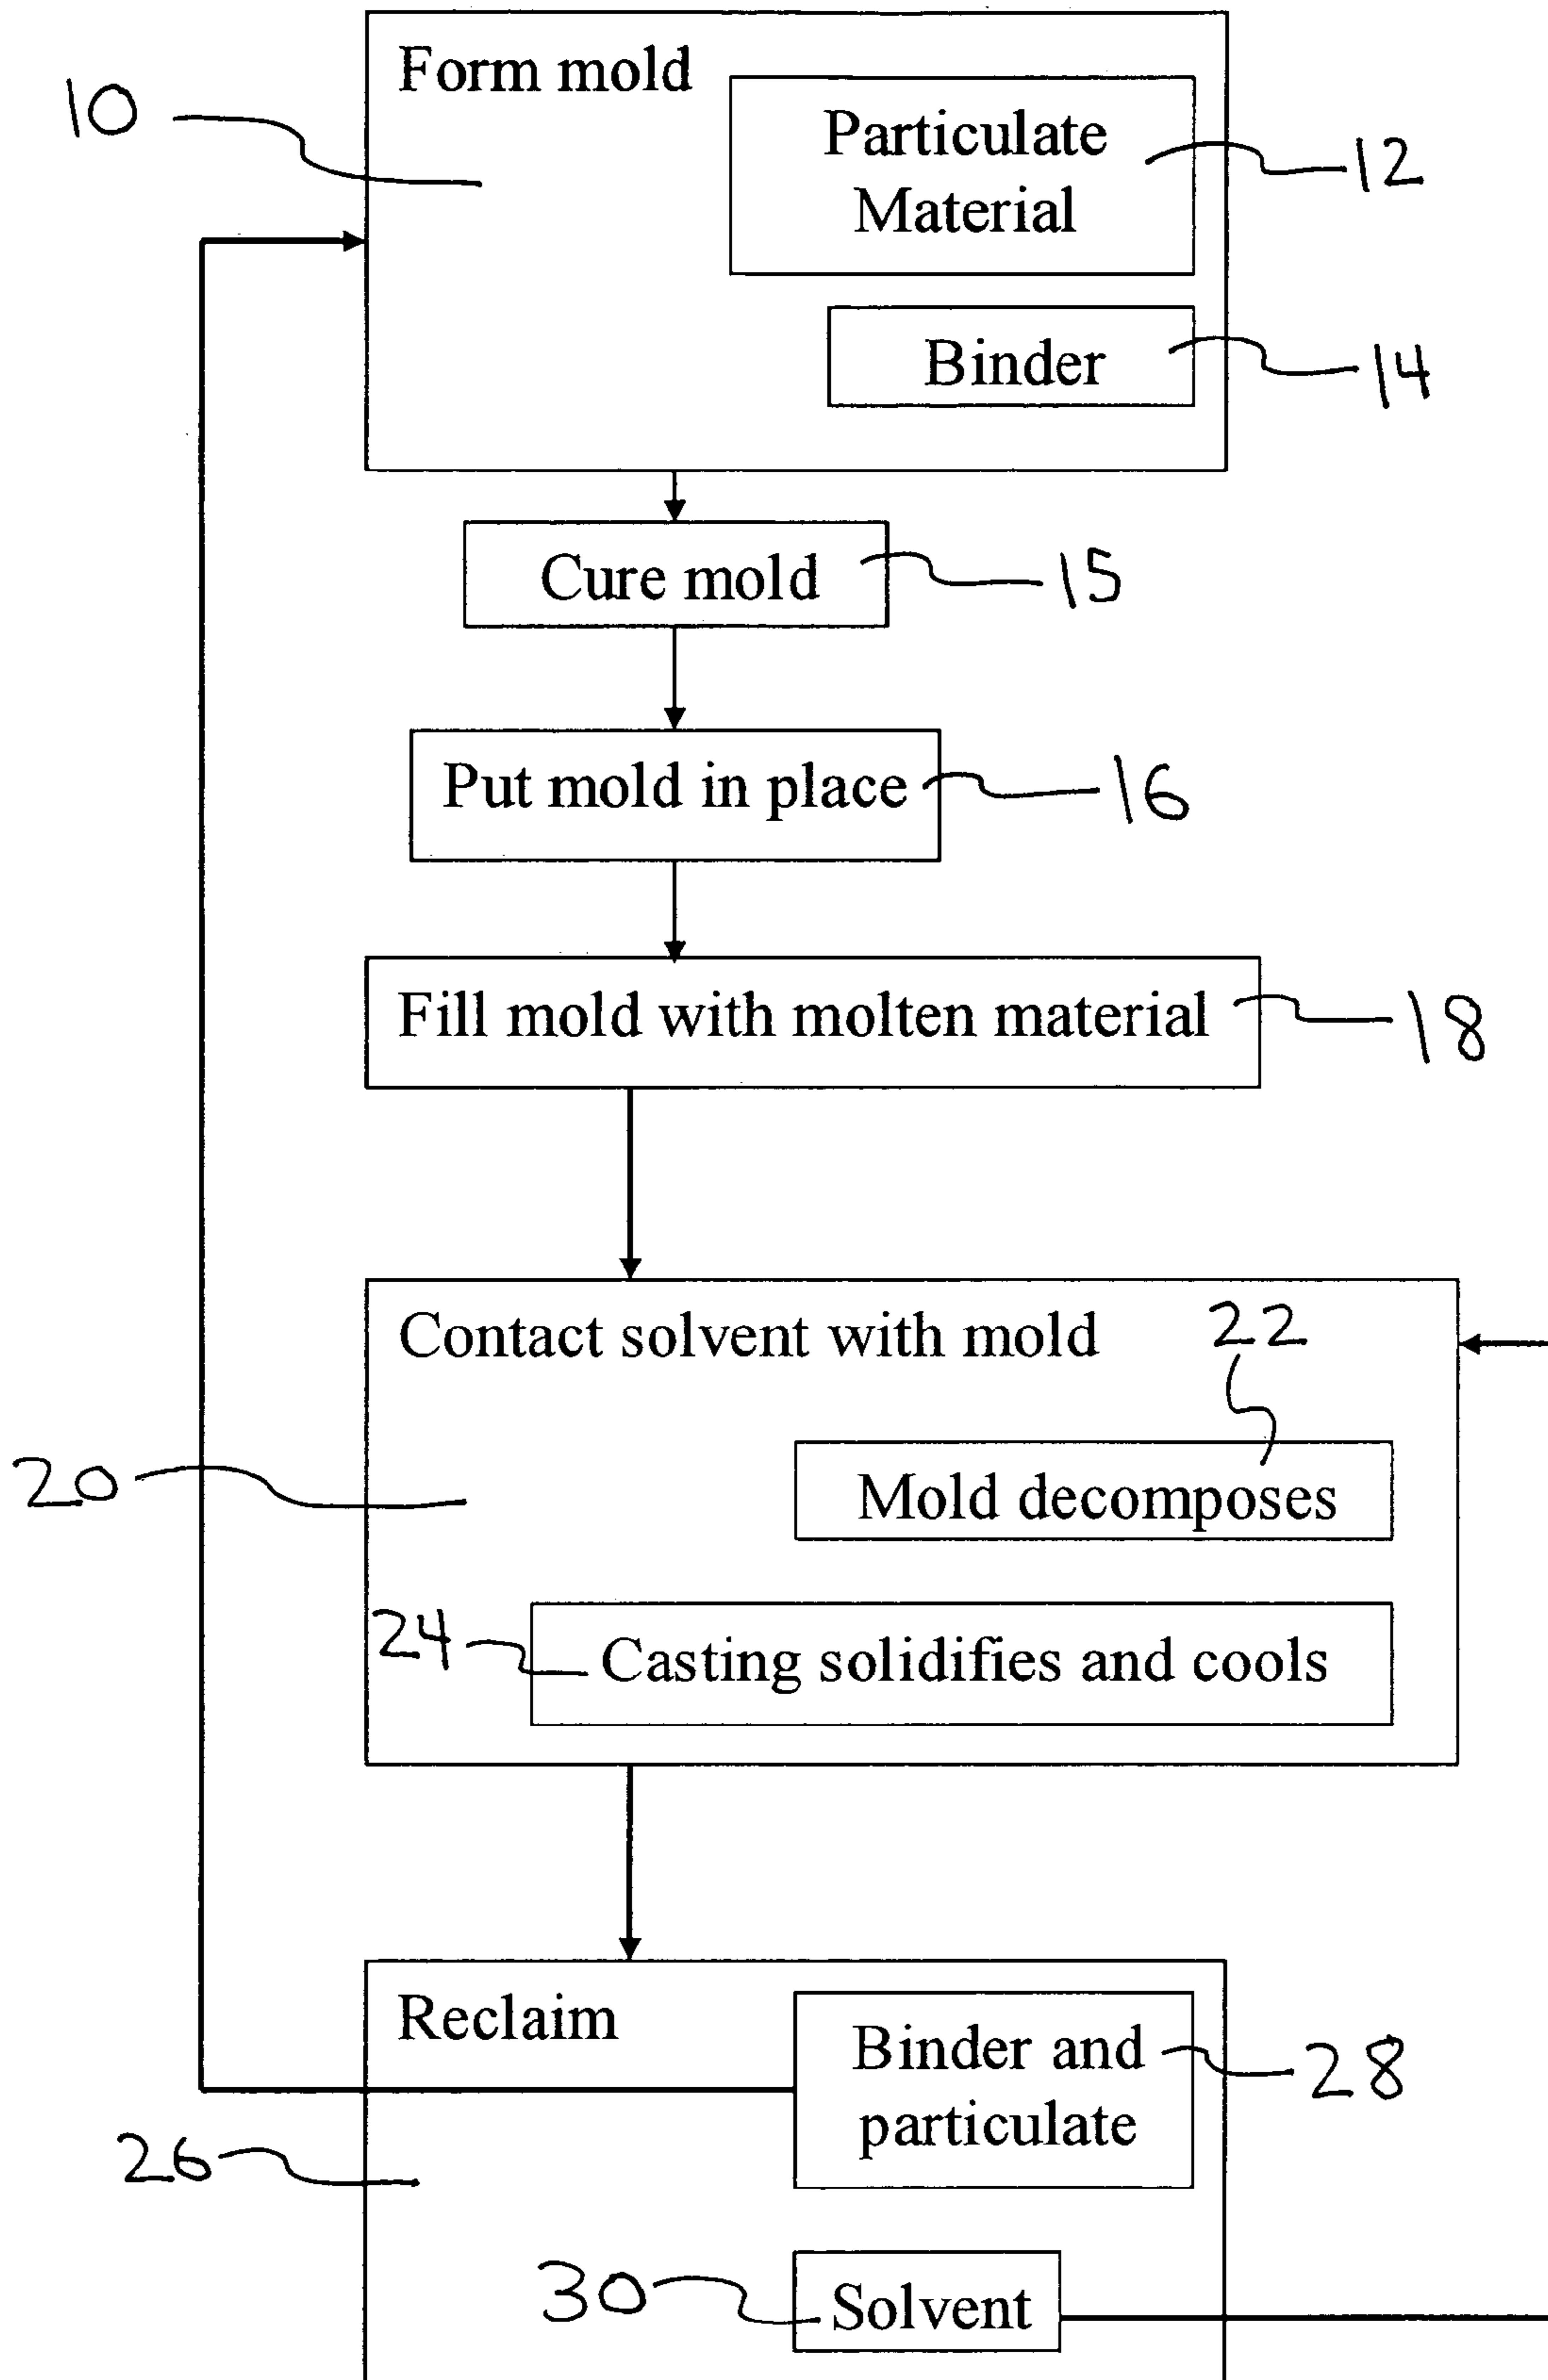 Form mold
10
Particulate
Material
12
Binder
14
Cure mold
15
Put mold in place
16
Fill mold with molten material
18
Contact solvent with mold
22
20
Mold decomposes
24
Casting solidifies and cools
Reclaim
Binder and
particulate
28
26
30
Solvent